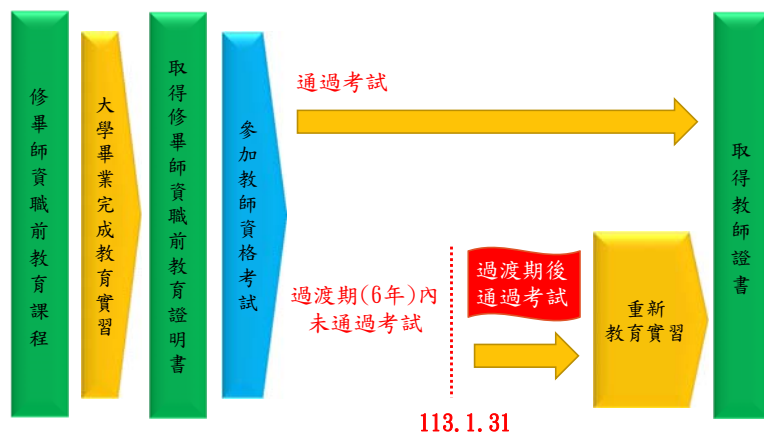 修畢師資職前教育課程
大學畢業完成教育實習
取得修畢師資職前教育證明書
參加教師資格考試
通過考試
過渡期(6年)內
未通過考試
113.1.31
過渡期後
通過考試
重新
教育實習
取得教師證書